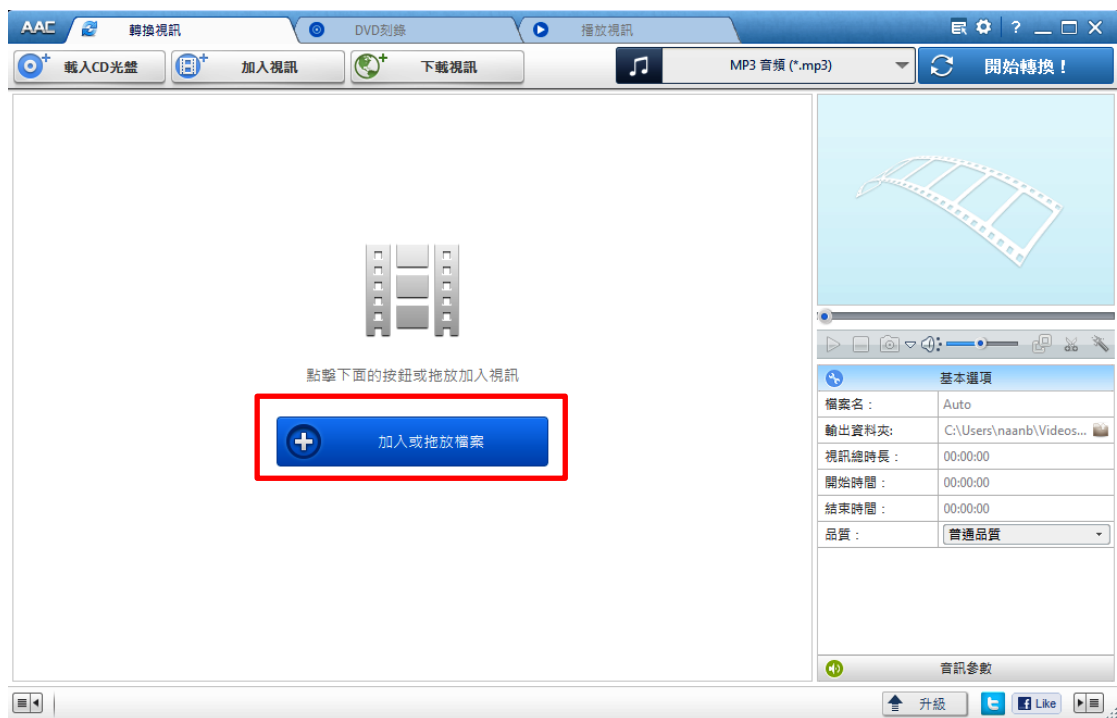 AAC 轉換視訊 DVD刻錄 播放視訊 ?
載入CD光盤 加入視訊 下載視訊 MP3 音頻 (*.mp3) 開始轉換！
點擊下面的按鈕或拖放加入視訊
加入或拖放檔案
基本選項
檔案名： Auto
輸出資料夾: C:\Users\naanb\Videos...
視訊總時長： 00:00:00
開始時間： 00:00:00
結束時間： 00:00:00
品質： 普通品質
音訊參數
升級 Like